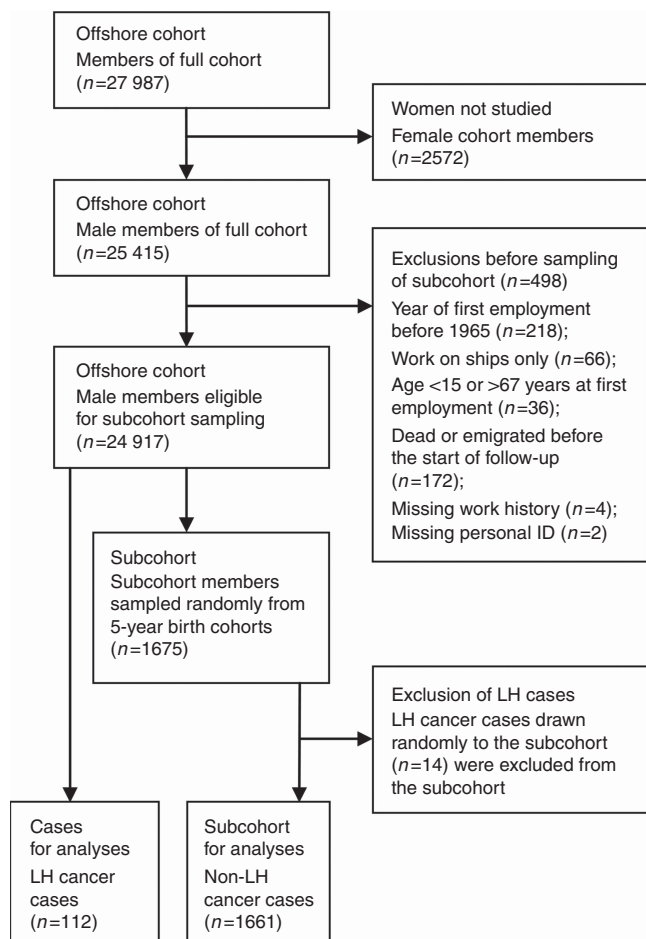 Offshore cohort
Members of full cohort
(n=27 987)
Women not studied
Female cohort members
(n=2572)
Offshore cohort
Male members of full cohort
(n=25 415)
Exclusions before sampling
of subcohort (n=498)
Year of first employment
before 1965 (n=218);
Work on ships only (n=66);
Age <15 or >67 years at first
employment (n=36);
Dead or emigrated before
the start of follow-up
(n=172);
Missing work history (n=4);
Missing personal ID (n=2)
Offshore cohort
Male members eligible
for subcohort sampling
(n=24 917)
Subcohort
Subcohort members
sampled randomly from
5-year birth cohorts
(n=1675)
Exclusion of LH cases
LH cancer cases drawn
randomly to the subcohort
(n=14) were excluded from
the subcohort
Cases
for analyses
LH cancer
cases
(n=112)
Subcohort
for analyses
Non-LH
cancer cases
(n=1661)